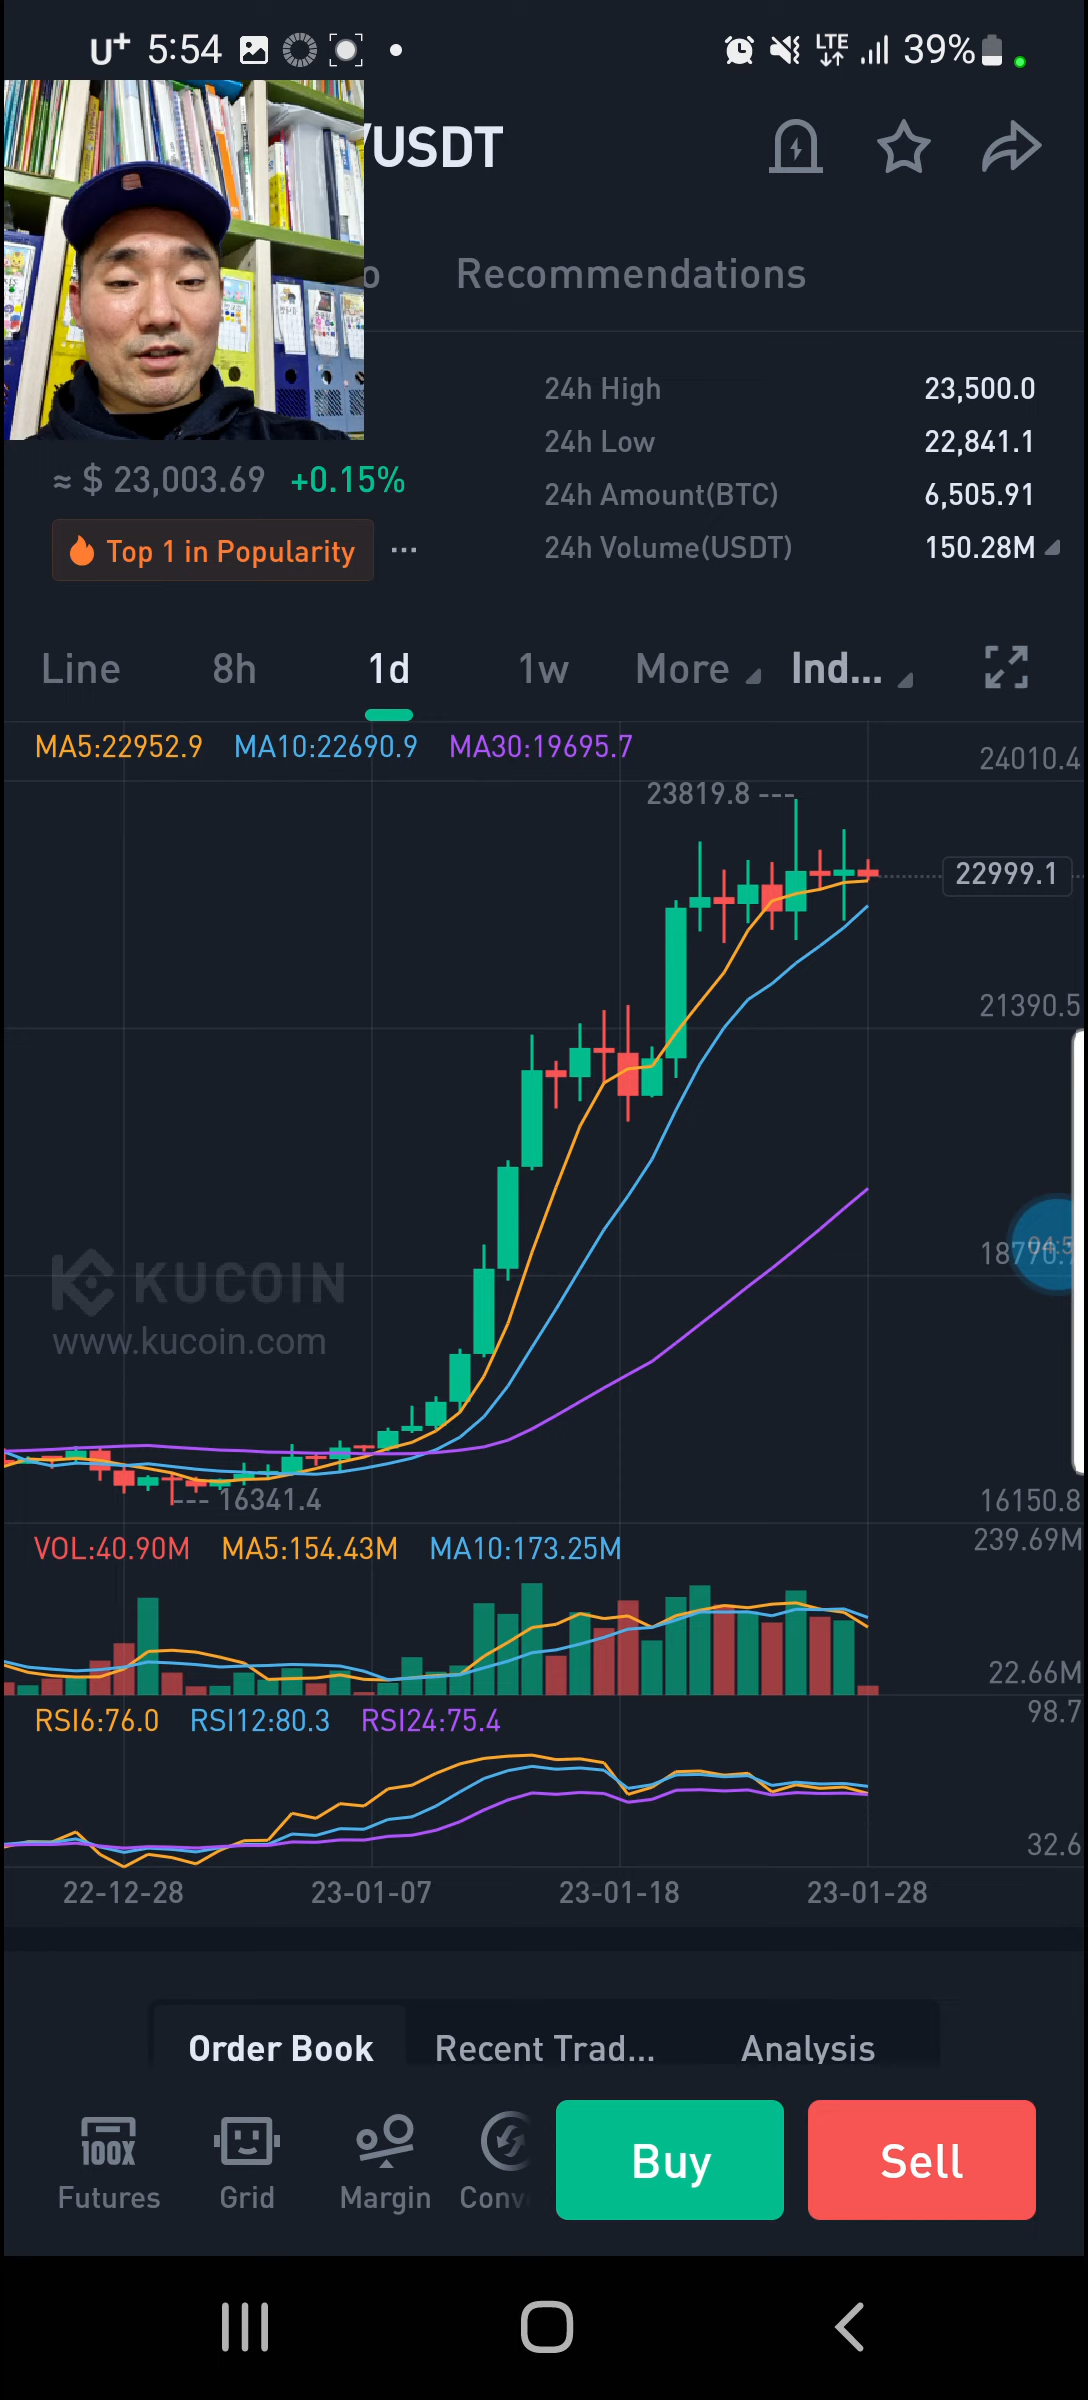 U+ 5:54 LTE 39%
/USDT
o Recommendations
24h High 23,500.0
24h Low 22,841.1
≈ $ 23,003.69 +0.15%
24h Amount(BTC) 6,505.91
Top 1 in Popularity ...
24h Volume(USDT) 150.28M
Line 8h 1d 1w More Ind...
MA5:22952.9 MA10:22690.9 MA30:19695.7
24010.4
23819.8 ---
22999.1
21390.5
KUCOIN
www.kucoin.com
--- 16341.4
16150.8
VOL:40.90M MA5:154.43M MA10:173.25M
239.69M
22.66M
RSI6:76.0 RSI12:80.3 RSI24:75.4
98.7
32.6
22-12-28 23-01-07 23-01-18 23-01-28
Order Book Recent Trad... Analysis
100X
Futures Grid Margin Conv
Buy Sell